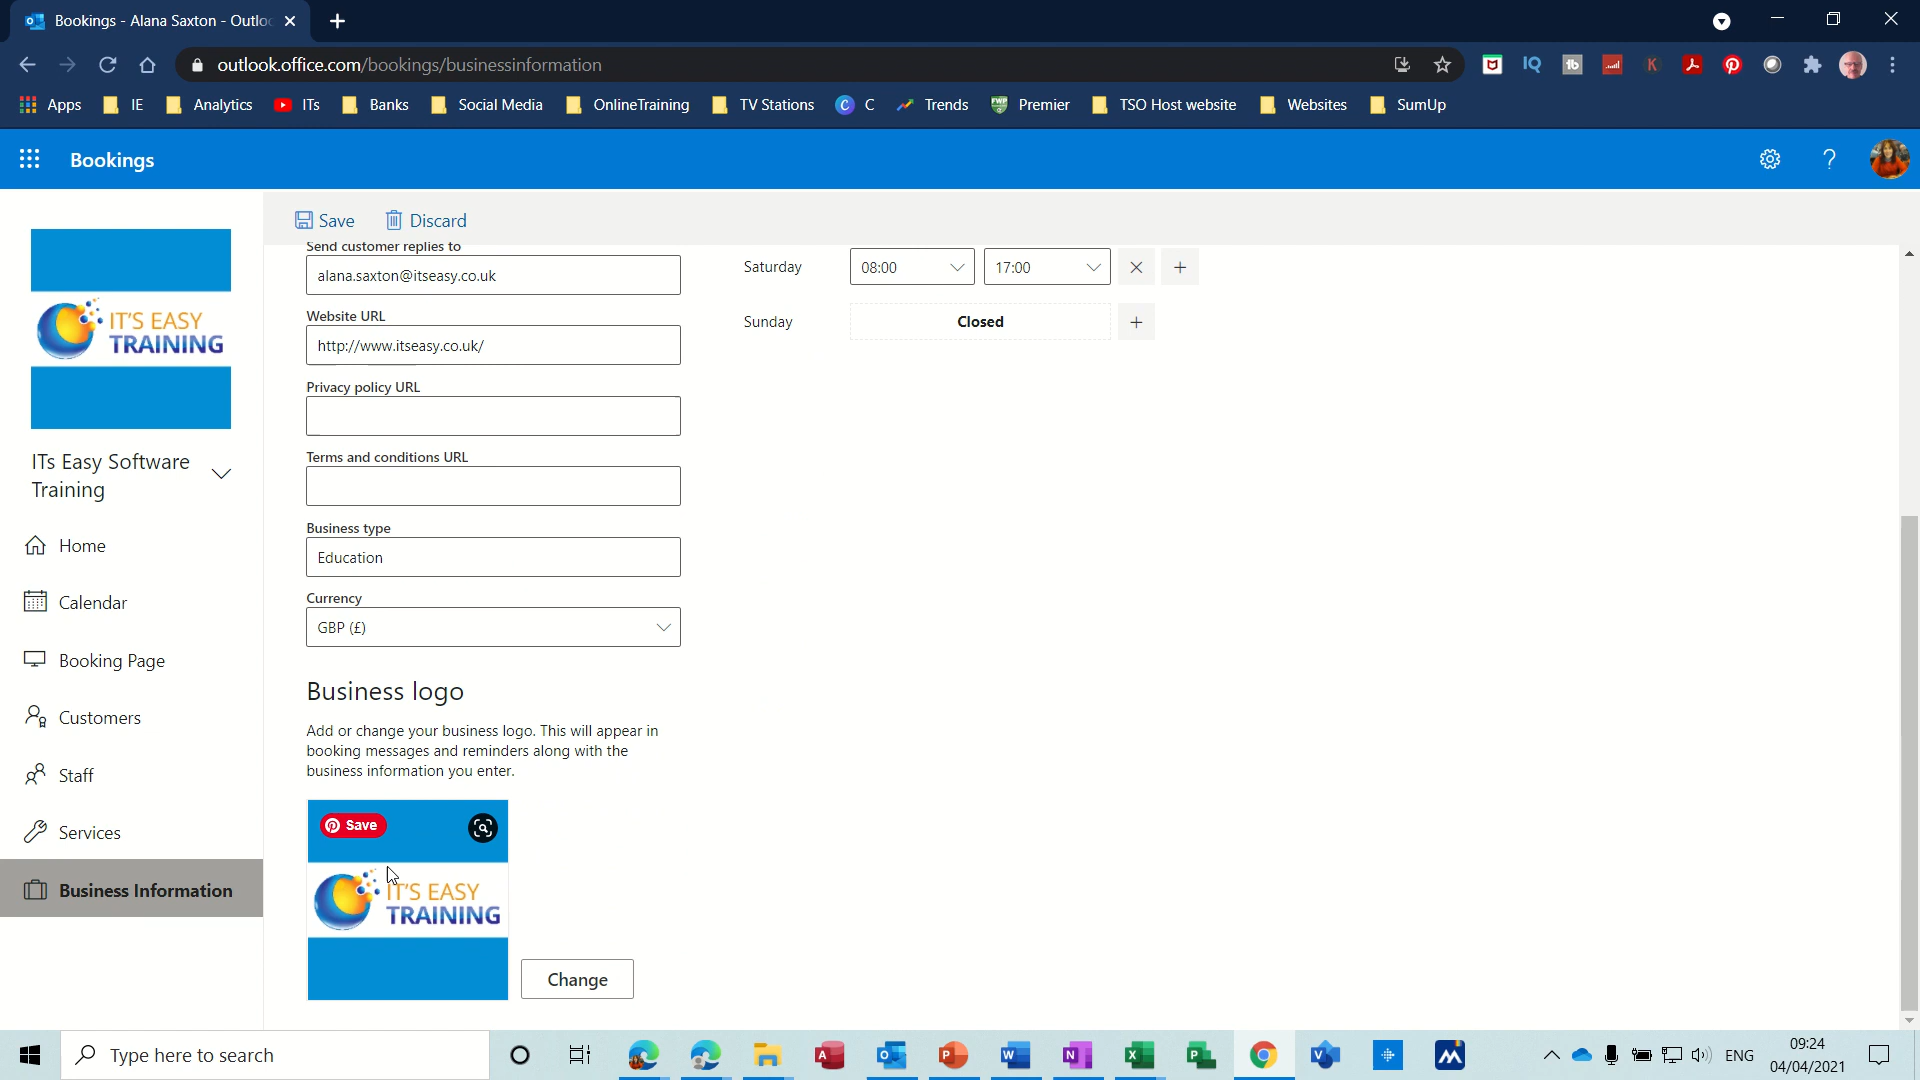 Bookings - Alana Saxton - Outlo
outlook.office.com/bookings/businessinformation
Apps
IE
Analytics
ITs
Banks
Social Media
OnlineTraining
TV Stations
C
C
Trends
Premier
TSO Host website
Websites
SumUp
Bookings
?
Save
Discard
Send customer replies to
alana.saxton@itseasy.co.uk
Website URL
http://www.itseasy.co.uk/
Privacy policy URL
Terms and conditions URL
Business type
Education
Currency
GBP (£)
Saturday
08:00
17:00
Sunday
Closed
IT'S EASY
TRAINING
ITs Easy Software
Training
Home
Calendar
Booking Page
Customers
Staff
Services
Business Information
Business logo
Add or change your business logo. This will appear in
booking messages and reminders along with the
business information you enter.
Save
IT'S EASY
TRAINING
Change
Type here to search
ENG
09:24
04/04/2021